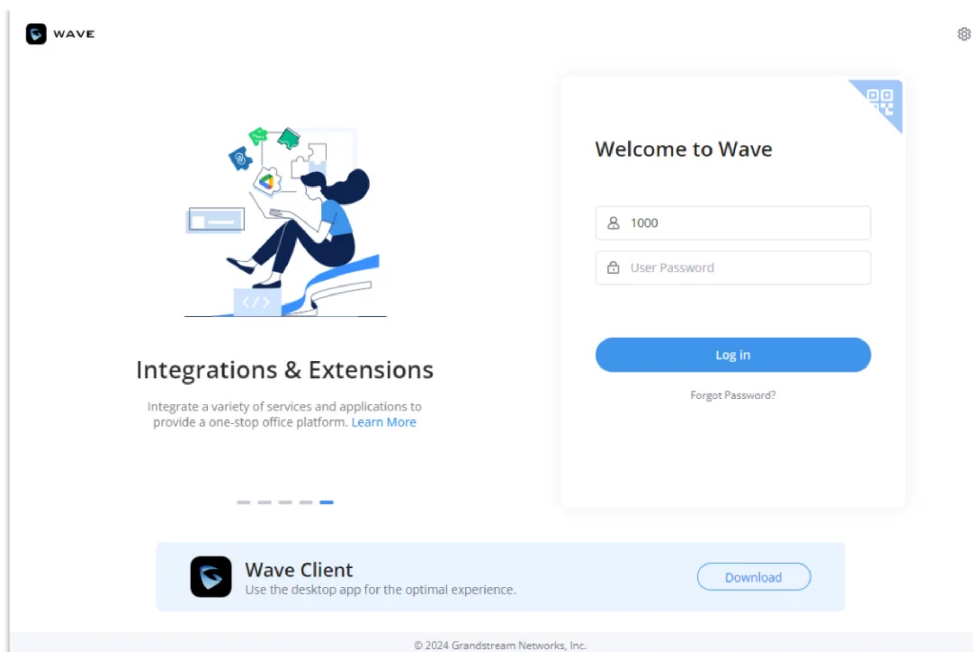 WAVE
Integrations & Extensions
Integrate a variety of services and applications to
provide a one-stop office platform. Learn More
Welcome to Wave
1000
User Password
Log in
Forgot Password?
</>
Wave Client
Use the desktop app for the optimal experience.
Download
© 2024 Grandstream Networks, Inc.